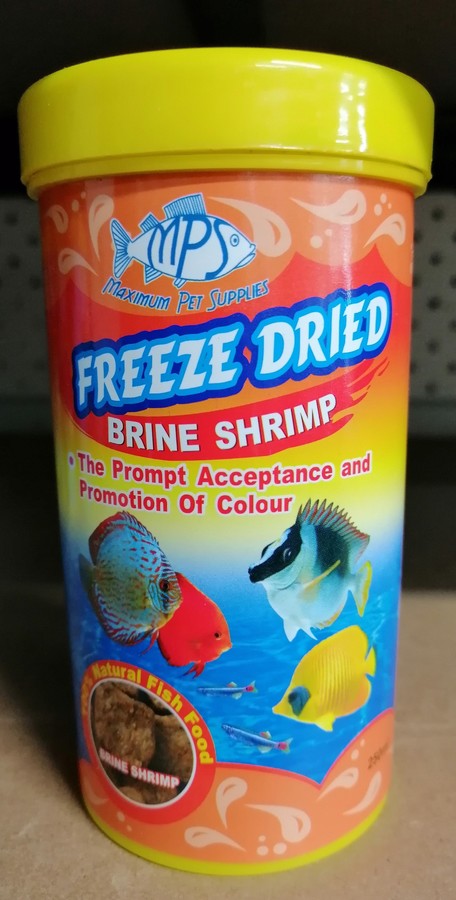 MPS
Maximum Pet Supplies
FREEZE DRIED
BRINE SHRIMP
• The Prompt Acceptance and
Promotion Of Colour
Natural Fish Food
BRINE SHRIMP